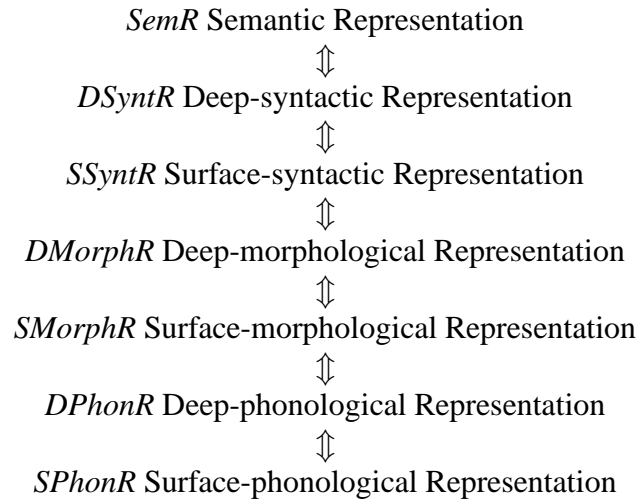 SemR Semantic Representation
⇕
DSyntR Deep-syntactic Representation
⇕
SSyntR Surface-syntactic Representation
⇕
DMorphR Deep-morphological Representation
⇕
SMorphR Surface-morphological Representation
⇕
DPhonR Deep-phonological Representation
⇕
SPhonR Surface-phonological Representation